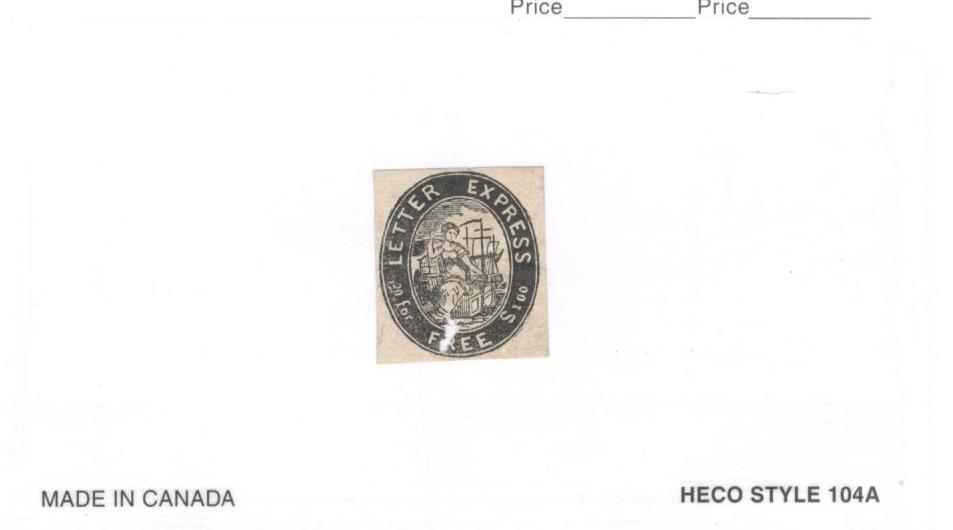 Price Price
LETTER EXPRESS
20 for $1 00
FREE
MADE IN CANADA
HECO STYLE 104A